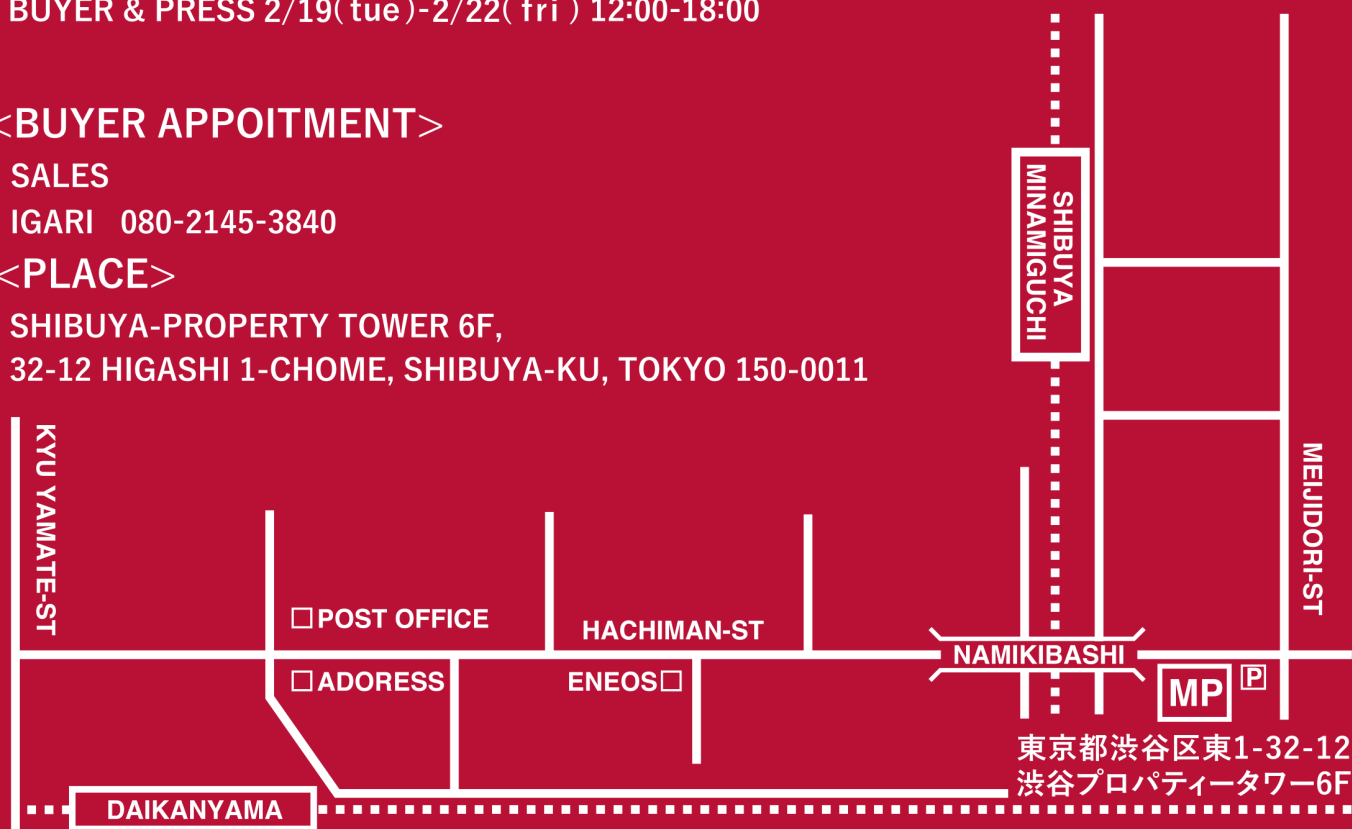 BUYER & PRESS 2/19(tue)-2/22(fri) 12:00-18:00
<BUYER APPOITMENT>
SALES
IGARI 080-2145-3840
<PLACE>
SHIBUYA-PROPERTY TOWER 6F,
32-12 HIGASHI 1-CHOME, SHIBUYA-KU, TOKYO 150-0011
SHIBUYA
MINAMIGUCHI
KYU YAMATE-ST
MEIJIDORI-ST
□POST OFFICE
HACHIMAN-ST
NAMIKIBASHI
□ADORESS
ENEOS□
MP
P
東京都渋谷区東1-32-12
渋谷プロパティータワー6F
DAIKANYAMA